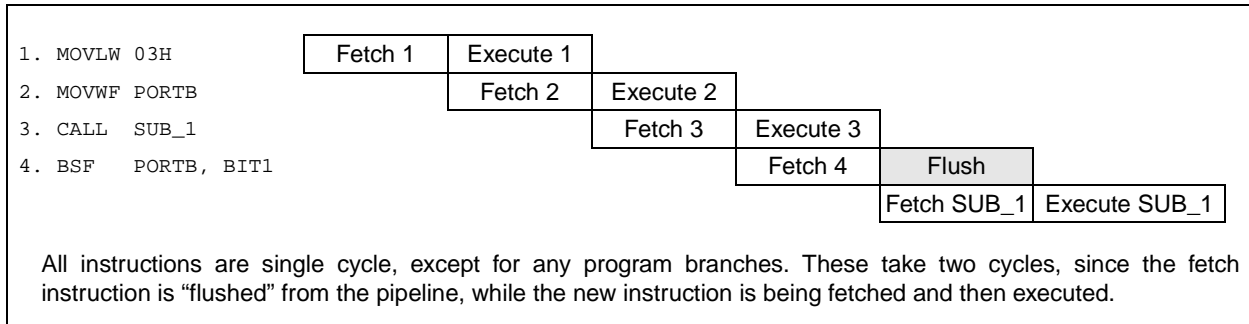 1. MOVLW 03H Fetch 1 Execute 1
2. MOVWF PORTB Fetch 2 Execute 2
3. CALL SUB_1 Fetch 3 Execute 3
4. BSF PORTB, BIT1 Fetch 4 Flush
Fetch SUB_1 Execute SUB_1
All instructions are single cycle, except for any program branches. These take two cycles, since the fetch
instruction is “flushed” from the pipeline, while the new instruction is being fetched and then executed.